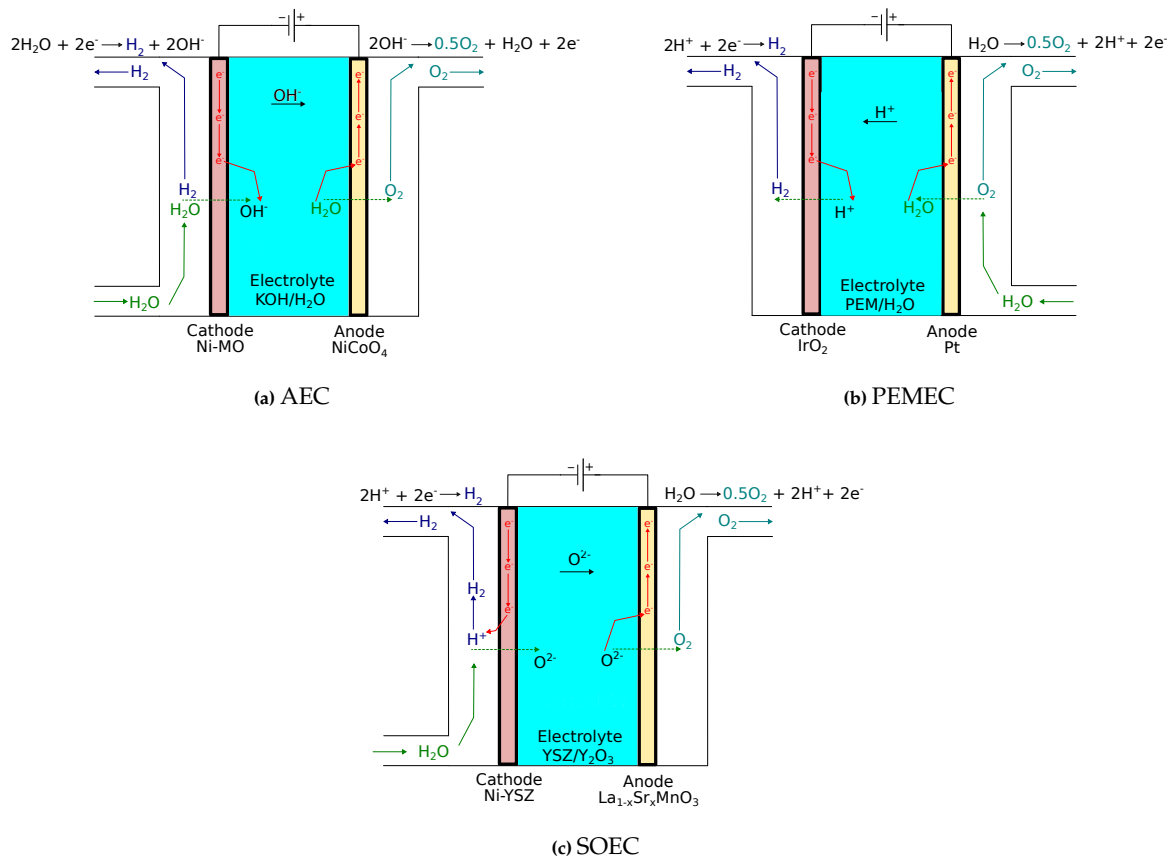 2H₂O + 2e⁻ → H₂ + 2OH⁻
- +
2OH⁻ → 0.5O₂ + H₂O + 2e⁻
H₂
O₂
e⁻
OH⁻
e⁻
e⁻
e⁻
e⁻
e⁻
H₂
O₂
H₂O
OH⁻
H₂O
H₂O
Electrolyte
KOH/H₂O
Cathode
Ni-MO
Anode
NiCoO₄
(a) AEC
2H⁺ + 2e⁻ → H₂
- +
H₂O → 0.5O₂ + 2H⁺+ 2e⁻
H₂
O₂
e⁻
e⁻
H⁺
e⁻
e⁻
e⁻
e⁻
H₂
O₂
H⁺
H₂O
H₂O
Electrolyte
PEM/H₂O
Cathode
IrO₂
Anode
Pt
(b) PEMEC
2H⁺ + 2e⁻ → H₂
- +
H₂O → 0.5O₂ + 2H⁺+ 2e⁻
H₂
O₂
e⁻
e⁻
O²⁻
e⁻
e⁻
H₂
e⁻
e⁻
H⁺
O₂
O²⁻
O²⁻
H₂O
Electrolyte
YSZ/Y₂O₃
Cathode
Ni-YSZ
Anode
La₁₋ₓSrₓMnO₃
(c) SOEC